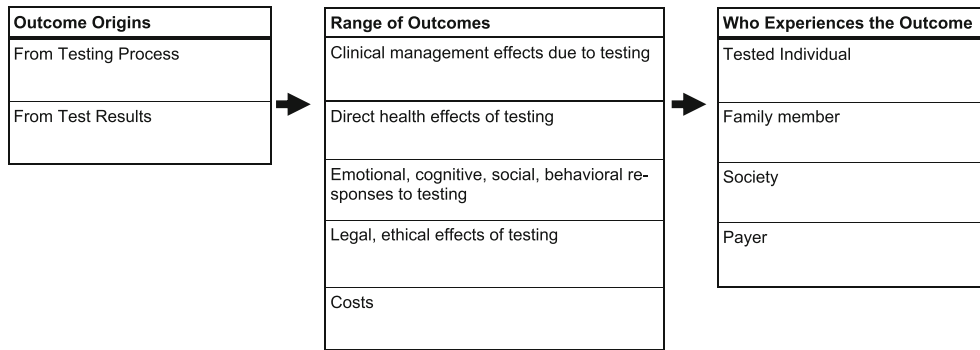 Outcome Origins
From Testing Process
From Test Results
Range of Outcomes
Clinical management effects due to testing
Direct health effects of testing
Emotional, cognitive, social, behavioral re-
sponses to testing
Legal, ethical effects of testing
Costs
Who Experiences the Outcome
Tested Individual
Family member
Society
Payer